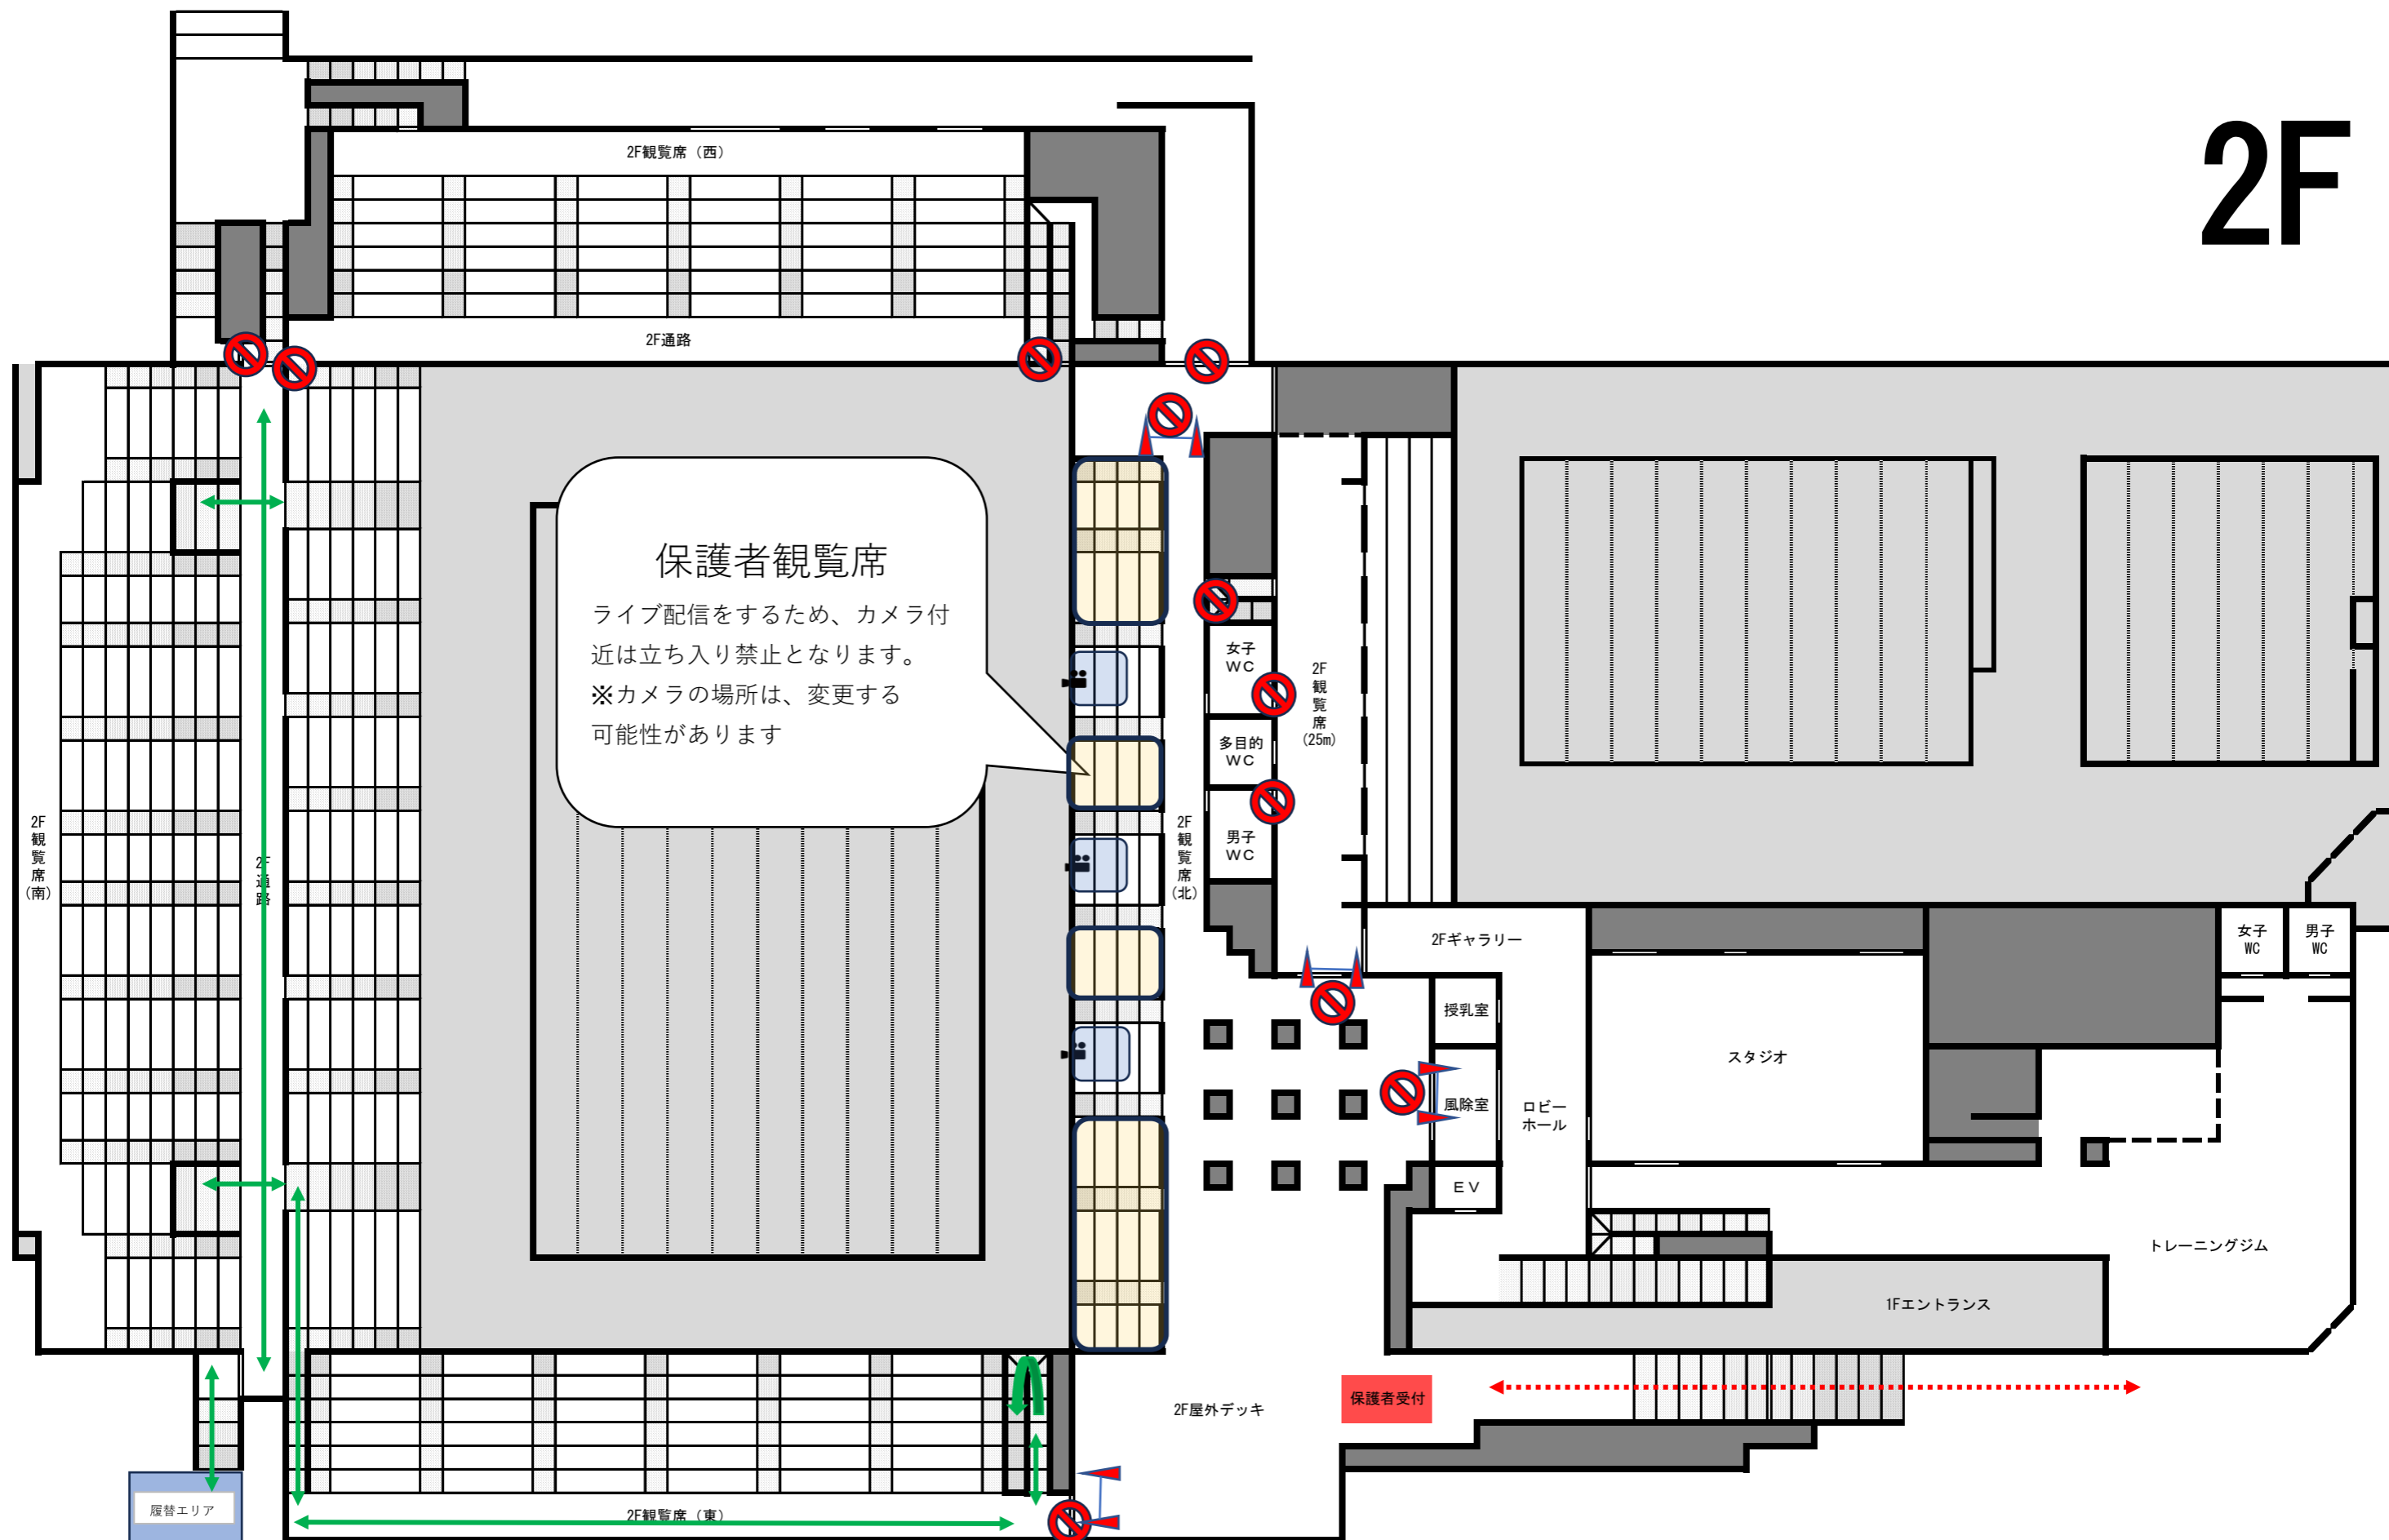 2F
2F観覧席（西）
2F通路
保護者観覧席
ライブ配信をするため、カメラ付
近は立ち入り禁止となります。
※カメラの場所は、変更する
可能性があります
女子
WC
多目的
WC
男子
WC
2F
観
覧
席
(25m)
2F
観
覧
席
(北)
2F
観
覧
席
(南)
2F
通
路
2Fギャラリー
女子
WC
男子
WC
授乳室
風除室
EV
ロビー
ホール
スタジオ
トレーニングジム
1Fエントランス
保護者受付
2F屋外デッキ
履替エリア
2F観覧席（東）